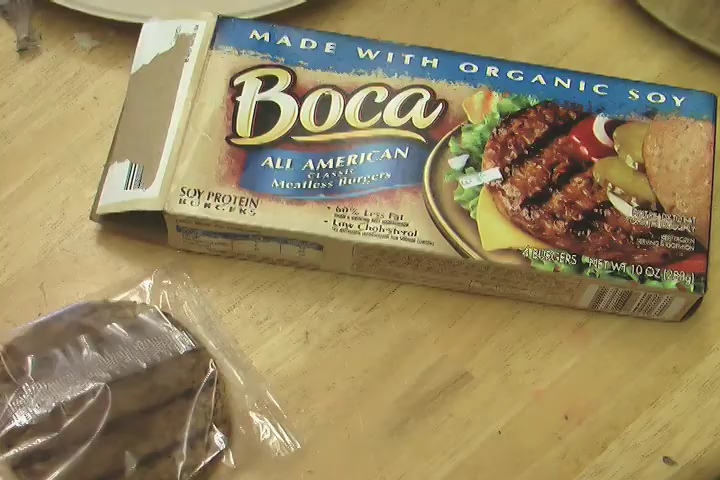 MADE WITH ORGANIC SOY
Boca
ALL AMERICAN
CLASSIC
Meatless Burgers
SOY PROTEIN
BURGERS
• 60% Less Fat
• Low Cholesterol
4 BURGERS NET WT 10 OZ (283g)